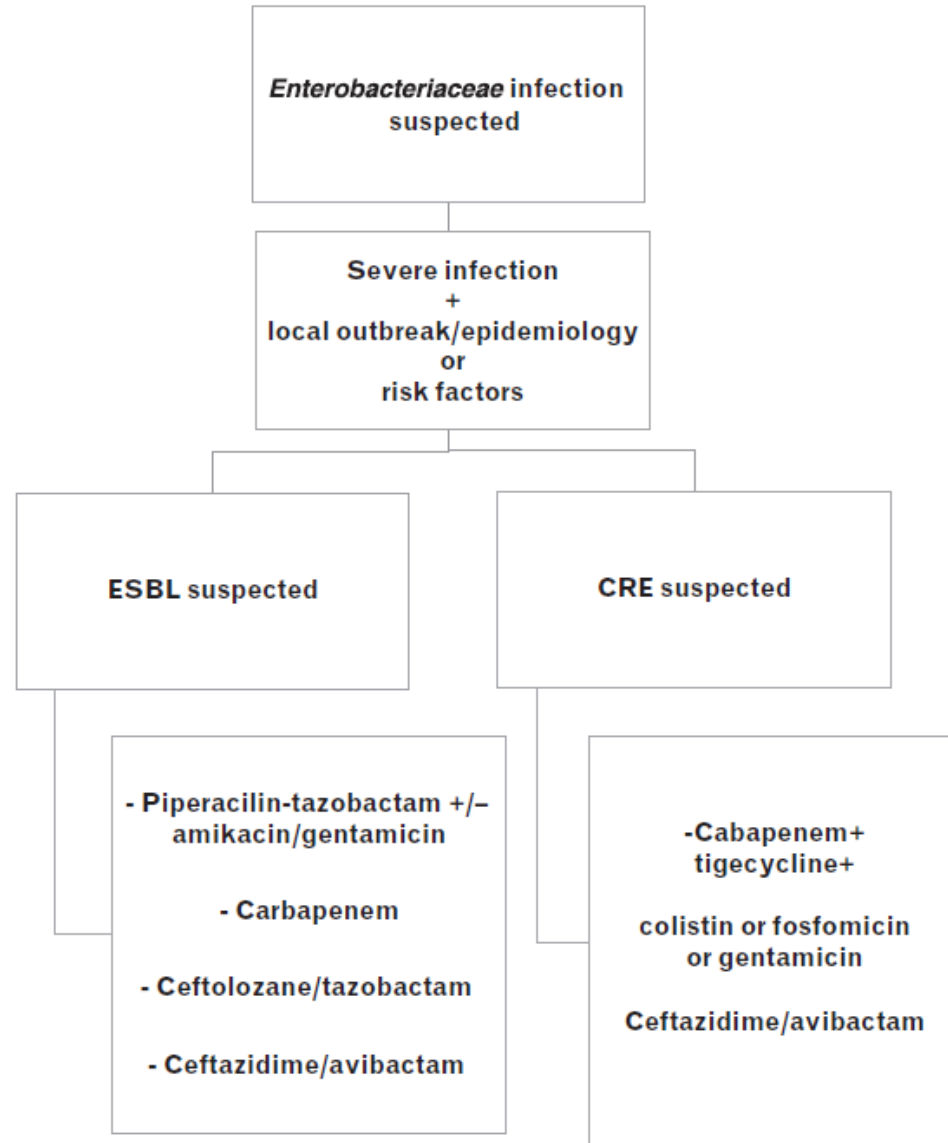 Enterobacteriaceae infection
suspected
Severe infection
+
local outbreak/epidemiology
or
risk factors
ESBL suspected
CRE suspected
- Piperacilin-tazobactam +/–
amikacin/gentamicin
- Carbapenem
- Ceftolozane/tazobactam
- Ceftazidime/avibactam
-Cabapenem+
tigecycline+
colistin or fosfomicin
or gentamicin
Ceftazidime/avibactam